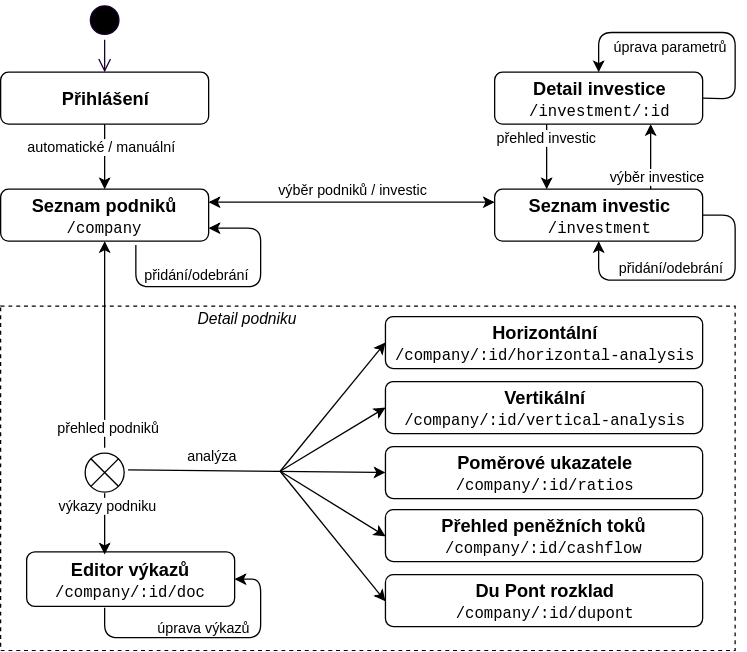 Přihlášení
automatické / manuální
Seznam podniků
/company
přidání/odebrání
výběr podniků / investic
Detail investice
/investment/:id
úprava parametrů
přehled investic
výběr investice
Seznam investic
/investment
přidání/odebrání
Detail podniku
přehled podniků
analýza
výkazy podniku
Editor výkazů
/company/:id/doc
úprava výkazů
Horizontální
/company/:id/horizontal-analysis
Vertikální
/company/:id/vertical-analysis
Poměrové ukazatele
/company/:id/ratios
Přehled peněžních toků
/company/:id/cashflow
Du Pont rozklad
/company/:id/dupont